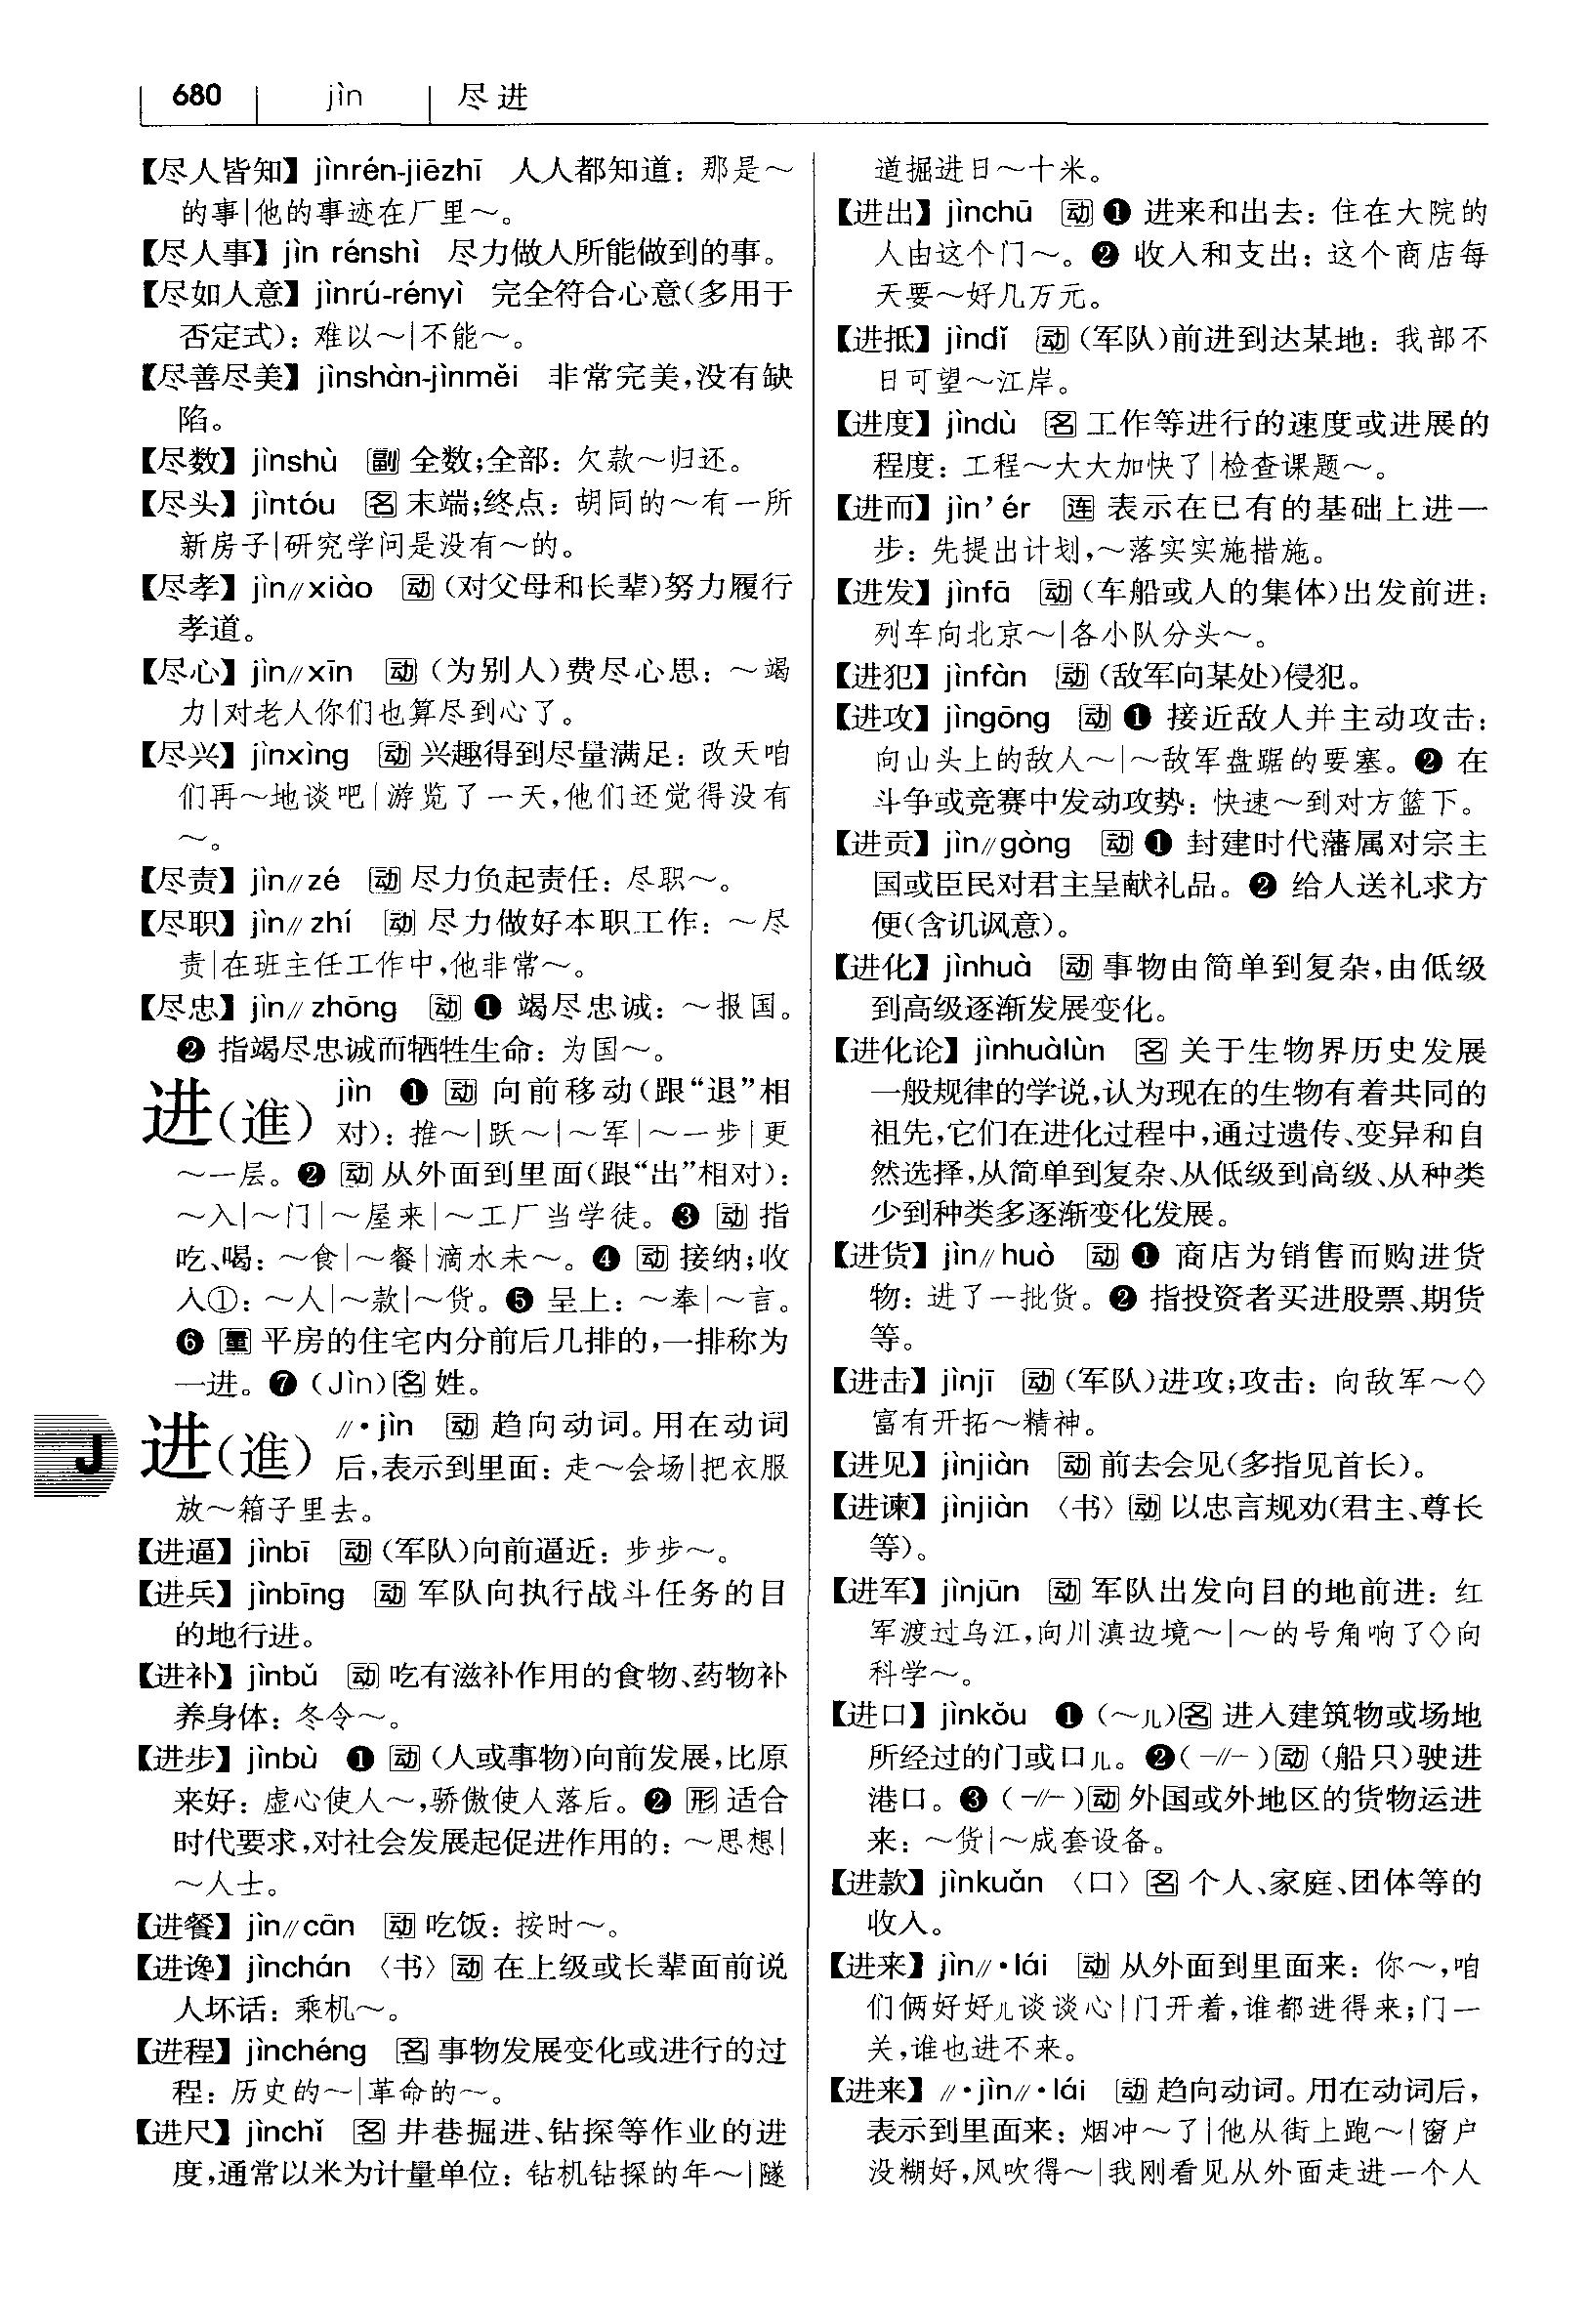 680 jìn 尽进
【尽人皆知】jìnrén-jiēzhī 人人都知道：那是～
的事|他的事迹在厂里～。
【尽人事】jìn rénshì 尽力做人所能做到的事。
【尽如人意】jìnrú-rényì 完全符合心意(多用于
否定式)：难以～|不能～。
【尽善尽美】jìnshàn-jìnměi 非常完美,没有缺
陷。
【尽数】jìnshù 副 全数;全部：欠款～归还。
【尽头】jìntóu 名 末端;终点：胡同的～有一所
新房子|研究学问是没有～的。
【尽孝】jìn//xiào 动 (对父母和长辈)努力履行
孝道。
【尽心】jìn//xīn 动 (为别人)费尽心思：～竭
力|对老人你们也算尽到心了。
【尽兴】jìnxìng 动 兴趣得到尽量满足：改天咱
们再～地谈吧|游览了一天,他们还觉得没有
～。
【尽责】jìn//zé 动 尽力负起责任：尽职～。
【尽职】jìn//zhí 动 尽力做好本职工作：～尽
责|在班主任工作中,他非常～。
【尽忠】jìn//zhōng 动 ❶ 竭尽忠诚：～报国。
❷ 指竭尽忠诚而牺牲生命：为国～。
进(進) jìn ❶ 动 向前移动(跟“退”相
对)：推～|跃～|～军|～一步|更
～一层。❷ 动 从外面到里面(跟“出”相对)：
～入|～门|～屋来|～工厂当学徒。❸ 动 指
吃、喝：～食|～餐|滴水未～。❹ 动 接纳;收
入①：～人|～款|～货。❺ 呈上：～奉|～言。
❻ 量 平房的住宅内分前后几排的,一排称为
一进。❼ (Jìn)名 姓。
进(進) //•jìn 动 趋向动词。用在动词
后,表示到里面：走～会场|把衣服
放～箱子里去。
J
【进逼】jìnbī 动 (军队)向前逼近：步步～。
【进兵】jìnbīng 动 军队向执行战斗任务的目
的地行进。
【进补】jìnbǔ 动 吃有滋补作用的食物、药物补
养身体：冬令～。
【进步】jìnbù ❶ 动 (人或事物)向前发展,比原
来好：虚心使人～,骄傲使人落后。❷ 形 适合
时代要求,对社会发展起促进作用的：～思想|
～人士。
【进餐】jìn//cān 动 吃饭：按时～。
【进谗】jìnchán 〈书〉动 在上级或长辈面前说
人坏话：乘机～。
【进程】jìnchéng 名 事物发展变化或进行的过
程：历史的～|革命的～。
【进尺】jìnchǐ 名 井巷掘进、钻探等作业的进
度,通常以米为计量单位：钻机钻探的年～|隧
道掘进日～十米。
【进出】jìnchū 动 ❶ 进来和出去：住在大院的
人由这个门～。❷ 收入和支出：这个商店每
天要～好几万元。
【进抵】jìndǐ 动 (军队)前进到达某地：我部不
日可望～江岸。
【进度】jìndù 名 工作等进行的速度或进展的
程度：工程～大大加快了|检查课题～。
【进而】jìn’ér 连 表示在已有的基础上进一
步：先提出计划,～落实实施措施。
【进发】jìnfā 动 (车船或人的集体)出发前进：
列车向北京～|各小队分头～。
【进犯】jìnfàn 动 (敌军向某处)侵犯。
【进攻】jìngōng 动 ❶ 接近敌人并主动攻击：
向山头上的敌人～|～敌军盘踞的要塞。❷ 在
斗争或竞赛中发动攻势：快速～到对方篮下。
【进贡】jìn//gòng 动 ❶ 封建时代藩属对宗主
国或臣民对君主呈献礼品。❷ 给人送礼求方
便(含讥讽意)。
【进化】jìnhuà 动 事物由简单到复杂,由低级
到高级逐渐发展变化。
【进化论】jìnhuàlùn 名 关于生物界历史发展
一般规律的学说,认为现在的生物有着共同的
祖先,它们在进化过程中,通过遗传、变异和自
然选择,从简单到复杂、从低级到高级、从种类
少到种类多逐渐变化发展。
【进货】jìn//huò 动 ❶ 商店为销售而购进货
物：进了一批货。❷ 指投资者买进股票、期货
等。
【进击】jìnjī 动 (军队)进攻;攻击：向敌军～◇
富有开拓～精神。
【进见】jìnjiàn 动 前去会见(多指见首长)。
【进谏】jìnjiàn 〈书〉动 以忠言规劝(君主、尊长
等)。
【进军】jìnjūn 动 军队出发向目的地前进：红
军渡过乌江,向川滇边境～|～的号角响了◇向
科学～。
【进口】jìnkǒu ❶ (～儿)名 进入建筑物或场地
所经过的门或口儿。❷(-//-)动 (船只)驶进
港口。❸ (-//-)动 外国或外地区的货物运进
来：～货|～成套设备。
【进款】jìnkuǎn 〈口〉名 个人、家庭、团体等的
收入。
【进来】jìn//•lái 动 从外面到里面来：你～,咱
们俩好好儿谈谈心|门开着,谁都进得来;门一
关,谁也进不来。
【进来】//•jìn//•lái 动 趋向动词。用在动词后,
表示到里面来：烟冲～了|他从街上跑～|窗户
没糊好,风吹得～|我刚看见从外面走进一个人